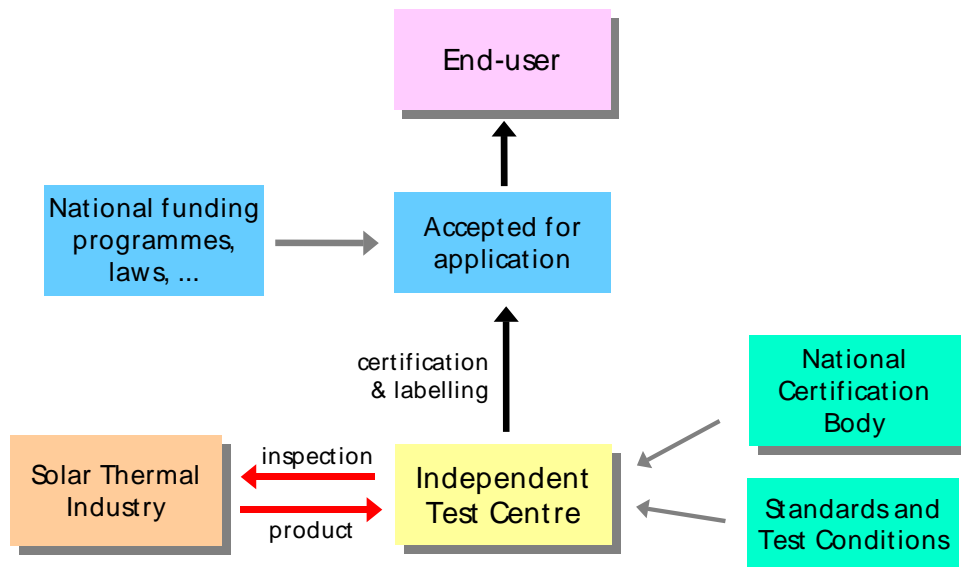 End-user
National funding
programmes,
laws, ...
Accepted for
application
certification
& labelling
National
Certification
Body
Solar Thermal
Industry
inspection
product
Independent
Test Centre
Standards and
Test Conditions